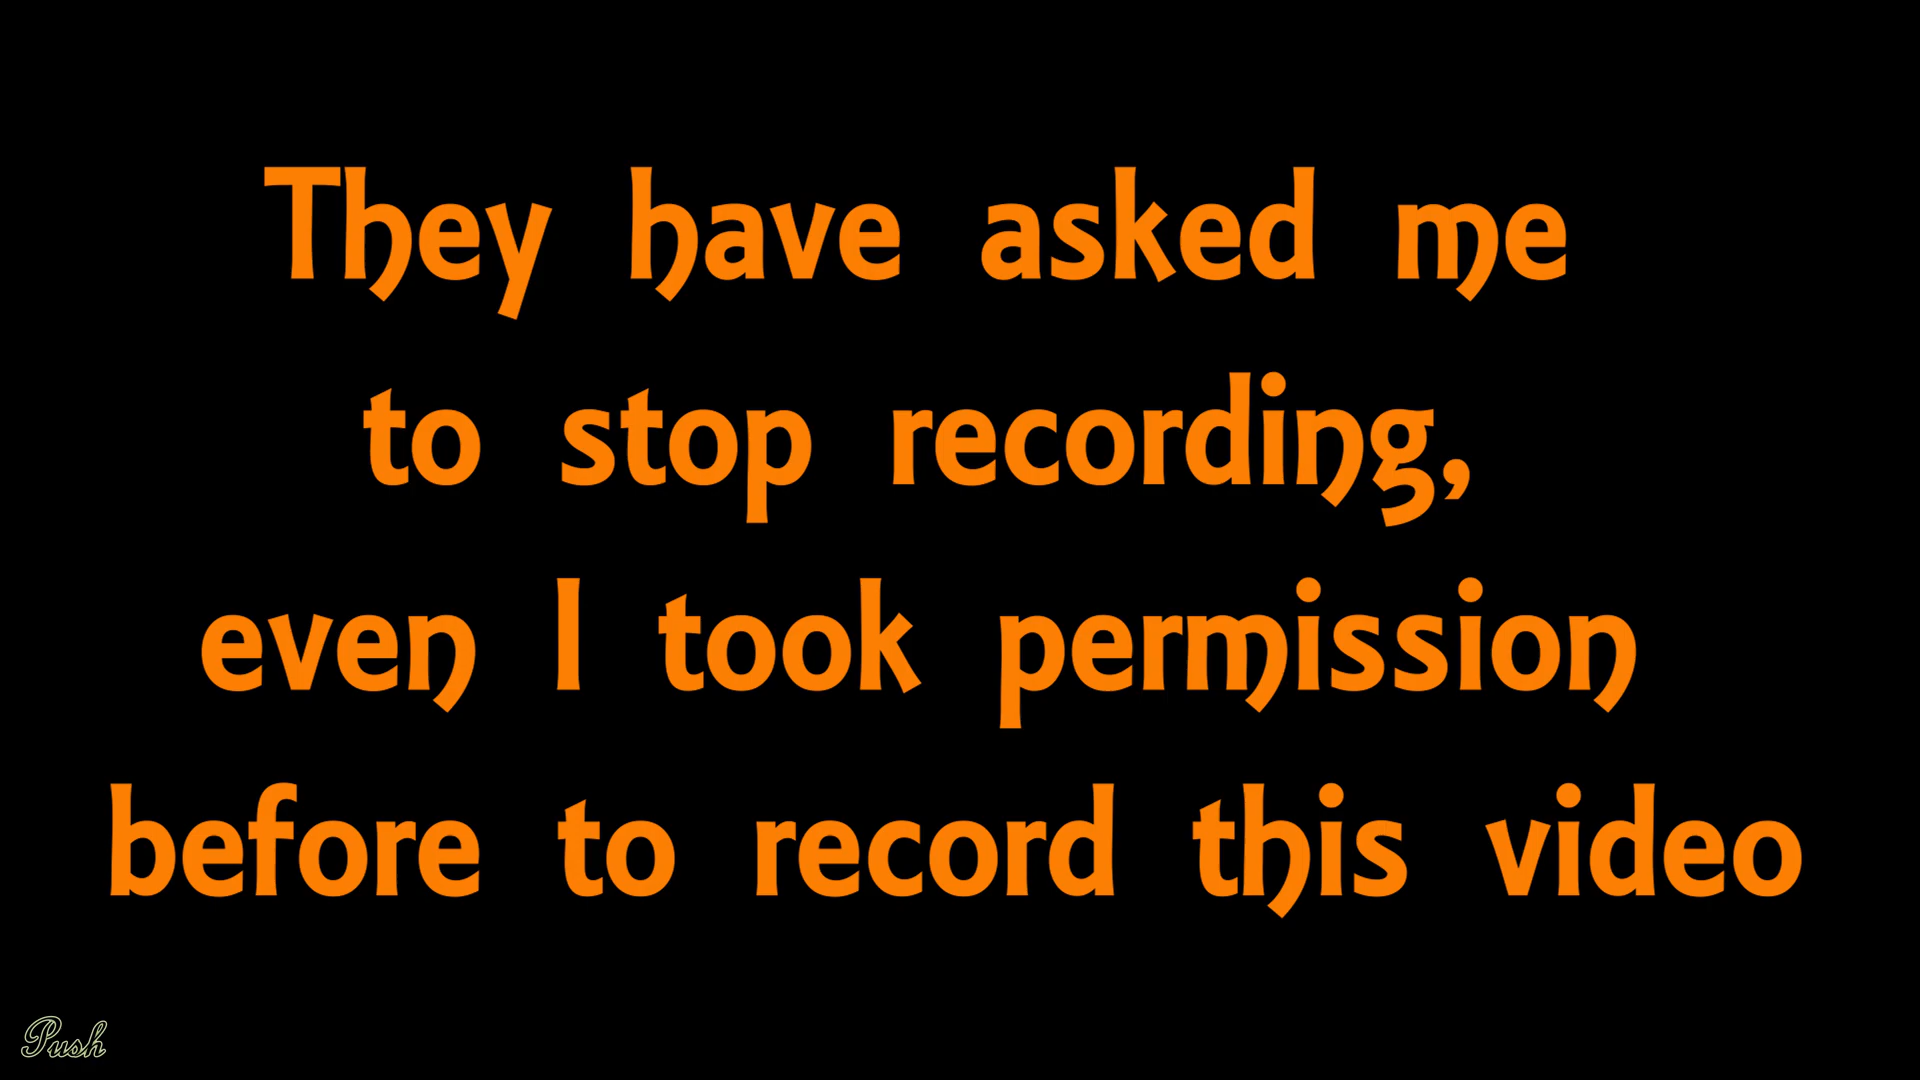 They have asked me
to stop recording,
even I took permission
before to record this video
Push